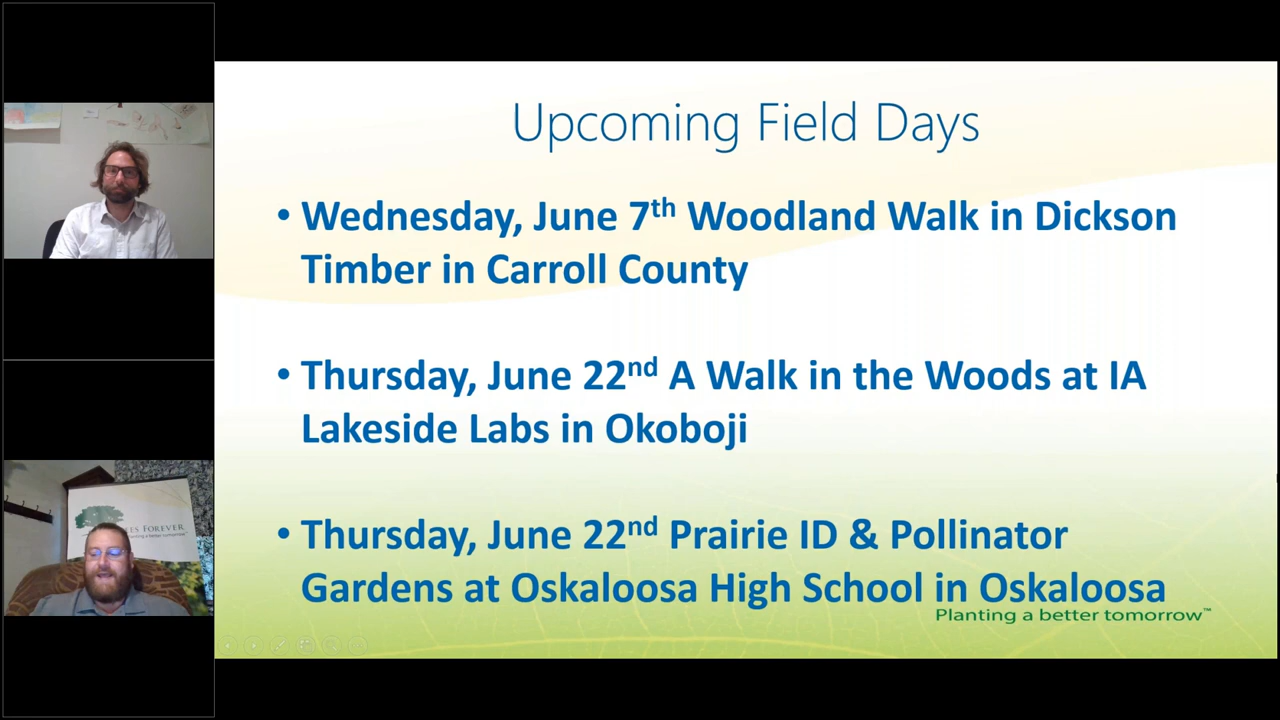 Upcoming Field Days
• Wednesday, June 7th Woodland Walk in Dickson
Timber in Carroll County
• Thursday, June 22nd A Walk in the Woods at IA
Lakeside Labs in Okoboji
• Thursday, June 22nd Prairie ID & Pollinator
Gardens at Oskaloosa High School in Oskaloosa
Planting a better tomorrow™
Forever